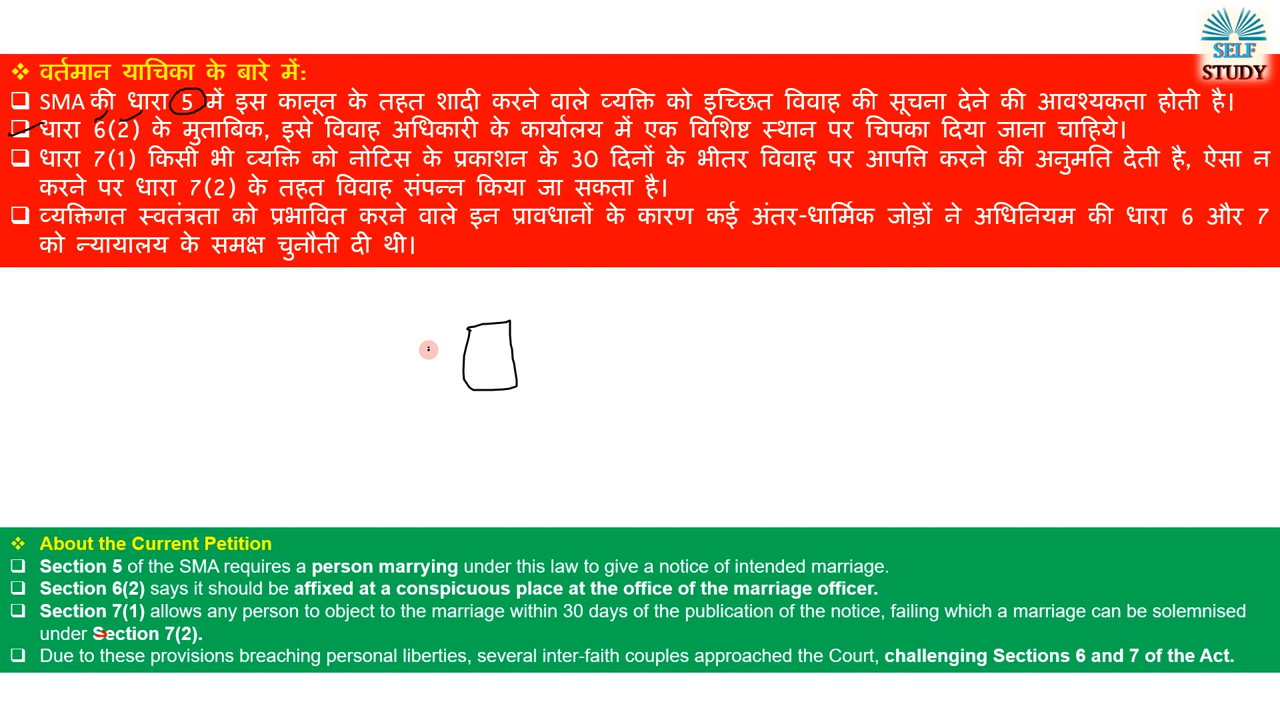 SELF
STUDY
❖ वर्तमान याचिका के बारे में:
❑ SMA की धारा 5 में इस कानून के तहत शादी करने वाले व्यक्ति को इच्छित विवाह की सूचना देने की आवश्यकता होती है।
❑ धारा 6(2) के मुताबिक, इसे विवाह अधिकारी के कार्यालय में एक विशिष्ट स्थान पर चिपका दिया जाना चाहिये।
❑ धारा 7(1) किसी भी व्यक्ति को नोटिस के प्रकाशन के 30 दिनों के भीतर विवाह पर आपत्ति करने की अनुमति देती है, ऐसा न
करने पर धारा 7(2) के तहत विवाह संपन्न किया जा सकता है।
❑ व्यक्तिगत स्वतंत्रता को प्रभावित करने वाले इन प्रावधानों के कारण कई अंतर-धार्मिक जोड़ों ने अधिनियम की धारा 6 और 7
को न्यायालय के समक्ष चुनौती दी थी।
❖ About the Current Petition
❑ Section 5 of the SMA requires a person marrying under this law to give a notice of intended marriage.
❑ Section 6(2) says it should be affixed at a conspicuous place at the office of the marriage officer.
❑ Section 7(1) allows any person to object to the marriage within 30 days of the publication of the notice, failing which a marriage can be solemnised
under Section 7(2).
❑ Due to these provisions breaching personal liberties, several inter-faith couples approached the Court, challenging Sections 6 and 7 of the Act.